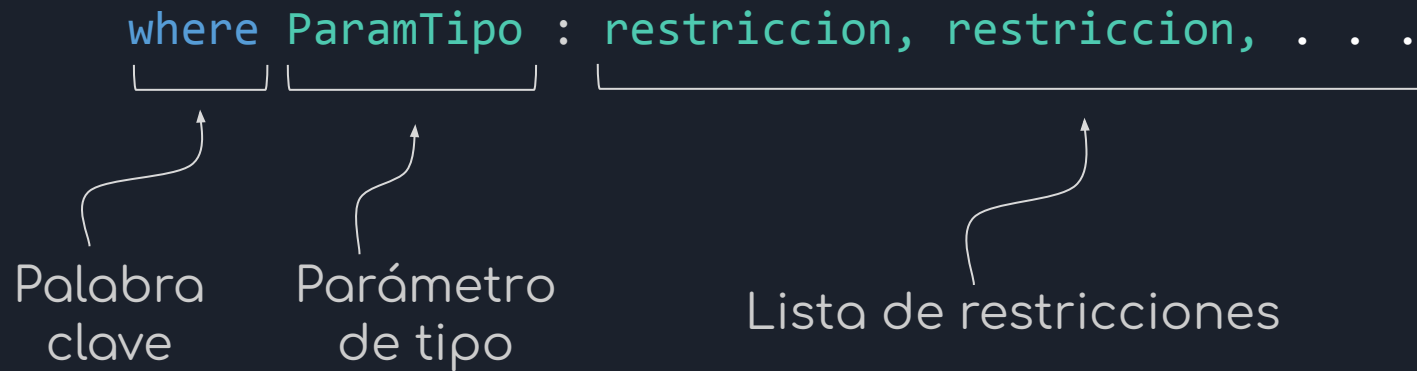 where ParamTipo : restriccion, restriccion, . . .
Palabra
clave
Parámetro
de tipo
Lista de restricciones